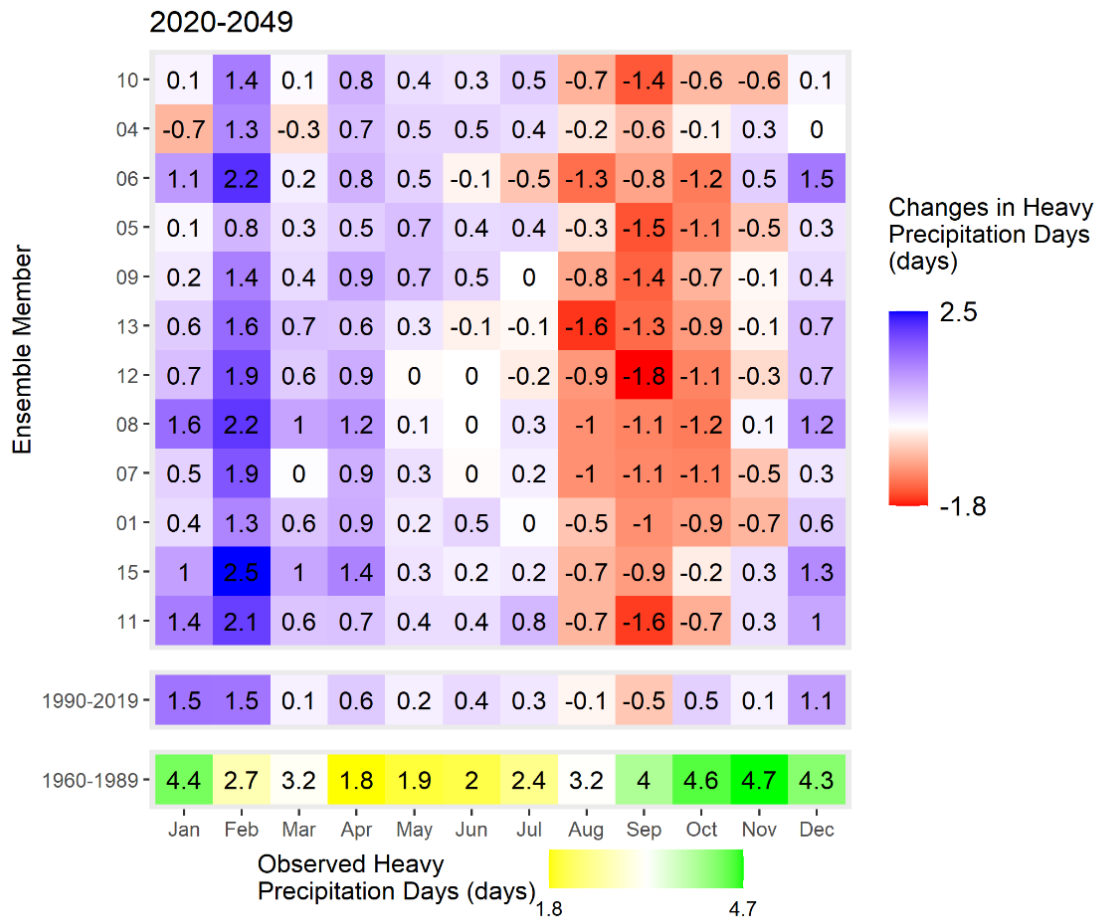 2020-2049
Ensemble Member
10 0.1 1.4 0.1 0.8 0.4 0.3 0.5 -0.7 -1.4 -0.6 -0.6 0.1
04 -0.7 1.3 -0.3 0.7 0.5 0.5 0.4 -0.2 -0.6 -0.1 0.3 0
06 1.1 2.2 0.2 0.8 0.5 -0.1 -0.5 -1.3 -0.8 -1.2 0.5 1.5
05 0.1 0.8 0.3 0.5 0.7 0.4 0.4 -0.3 -1.5 -1.1 -0.5 0.3
09 0.2 1.4 0.4 0.9 0.7 0.5 0 -0.8 -1.4 -0.7 -0.1 0.4
13 0.6 1.6 0.7 0.6 0.3 -0.1 -0.1 -1.6 -1.3 -0.9 -0.1 0.7
12 0.7 1.9 0.6 0.9 0 0 -0.2 -0.9 -1.8 -1.1 -0.3 0.7
08 1.6 2.2 1 1.2 0.1 0 0.3 -1 -1.1 -1.2 0.1 1.2
07 0.5 1.9 0 0.9 0.3 0 0.2 -1 -1.1 -1.1 -0.5 0.3
01 0.4 1.3 0.6 0.9 0.2 0.5 0 -0.5 -1 -0.9 -0.7 0.6
15 1 2.5 1 1.4 0.3 0.2 0.2 -0.7 -0.9 -0.2 0.3 1.3
11 1.4 2.1 0.6 0.7 0.4 0.4 0.8 -0.7 -1.6 -0.7 0.3 1
1990-2019 1.5 1.5 0.1 0.6 0.2 0.4 0.3 -0.1 -0.5 0.5 0.1 1.1
1960-1989 4.4 2.7 3.2 1.8 1.9 2 2.4 3.2 4 4.6 4.7 4.3
Jan Feb Mar Apr May Jun Jul Aug Sep Oct Nov Dec
Changes in Heavy
Precipitation Days
(days)
2.5
-1.8
Observed Heavy
Precipitation Days (days)
1.8 4.7